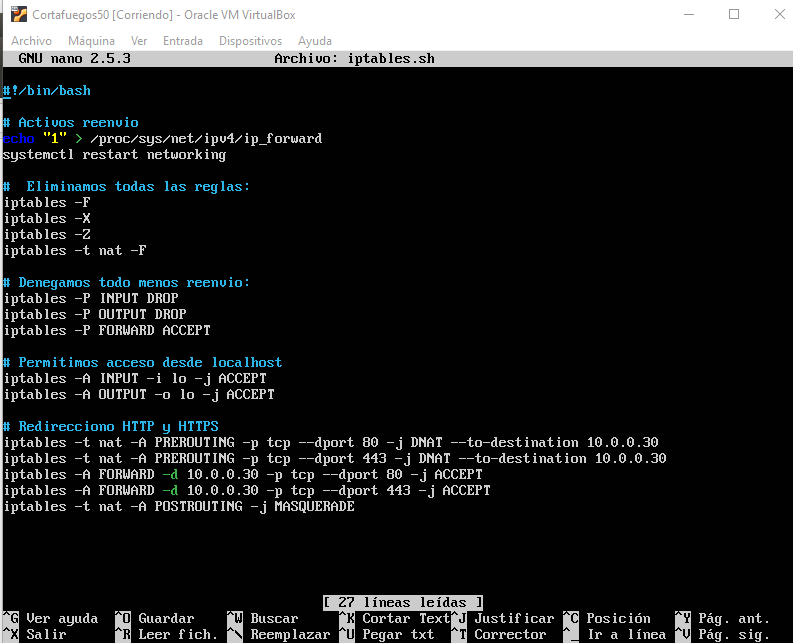 Cortafuegos50 [Corriendo] - Oracle VM VirtualBox
Archivo Máquina Ver Entrada Dispositivos Ayuda
GNU nano 2.5.3 Archivo: iptables.sh
#!/bin/bash
# Activos reenvio
echo "1" > /proc/sys/net/ipv4/ip_forward
systemctl restart networking
#  Eliminamos todas las reglas:
iptables -F
iptables -X
iptables -Z
iptables -t nat -F
# Denegamos todo menos reenvio:
iptables -P INPUT DROP
iptables -P OUTPUT DROP
iptables -P FORWARD ACCEPT
# Permitimos acceso desde localhost
iptables -A INPUT -i lo -j ACCEPT
iptables -A OUTPUT -o lo -j ACCEPT
# Redirecciono HTTP y HTTPS
iptables -t nat -A PREROUTING -p tcp --dport 80 -j DNAT --to-destination 10.0.0.30
iptables -t nat -A PREROUTING -p tcp --dport 443 -j DNAT --to-destination 10.0.0.30
iptables -A FORWARD -d 10.0.0.30 -p tcp --dport 80 -j ACCEPT
iptables -A FORWARD -d 10.0.0.30 -p tcp --dport 443 -j ACCEPT
iptables -t nat -A POSTROUTING -j MASQUERADE
[ 27 líneas leídas ]
^G Ver ayuda ^O Guardar ^W Buscar ^K Cortar Text ^J Justificar ^C Posición ^Y Pág. ant.
^X Salir ^R Leer fich. ^\ Reemplazar ^U Pegar txt ^T Corrector ^_ Ir a línea ^V Pág. sig.